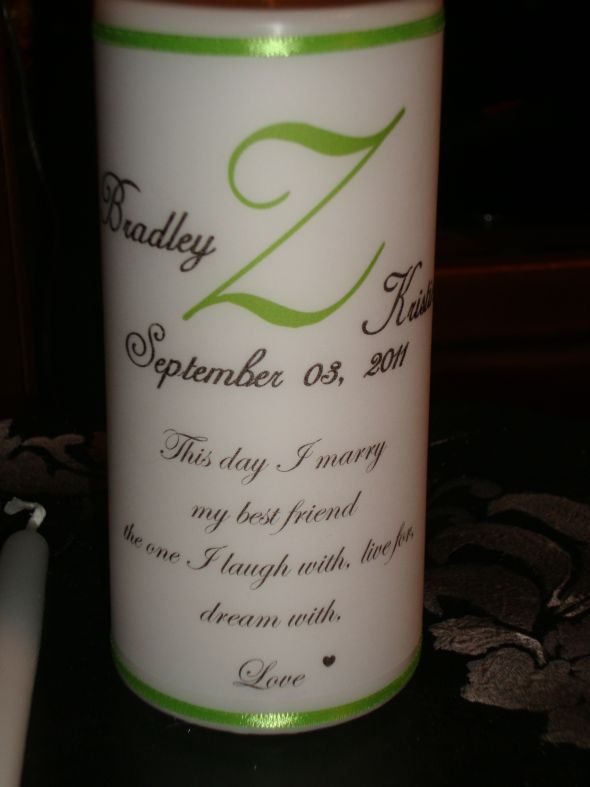 Z
Bradley
September 03, 2011
This day I marry
my best friend
the one I laugh with, live for,
dream with,
Love